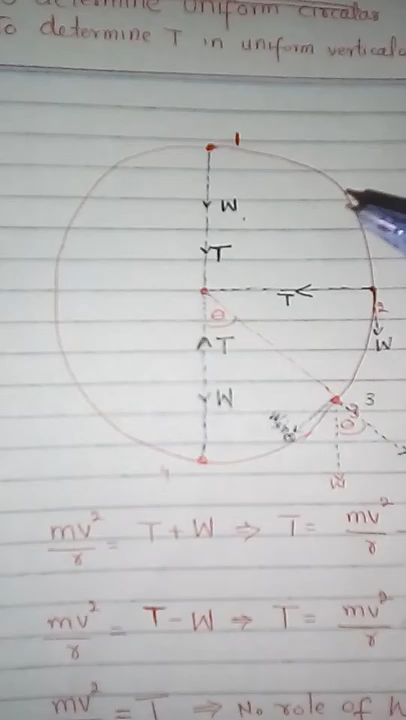 determine Uniform Circular
To determine T in uniform vertical
1
W
T
T
2
W
θ
T
W
3
θ
W
4
mv²/r = T + W ⇒ T = mv²/r -
mv²/r = T - W ⇒ T = mv²/r
mv²/r = T ⇒ No role of